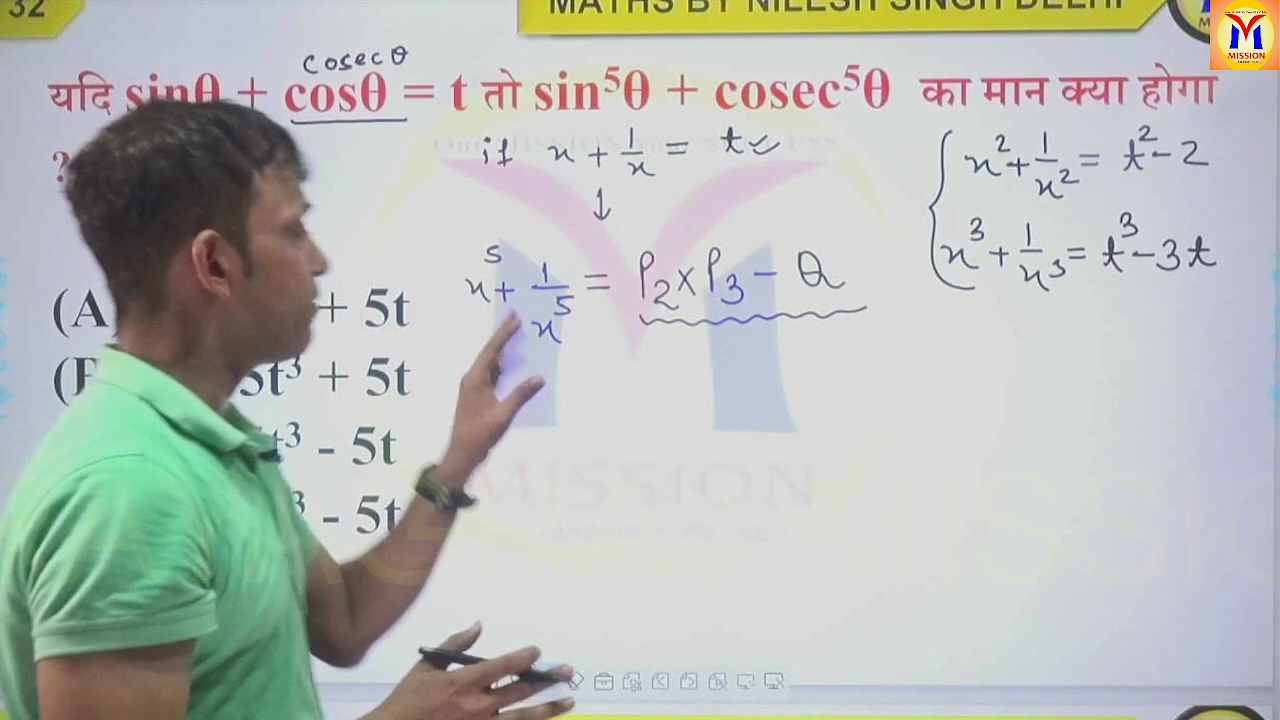 32
MATHS BY NILESH SINGH DELHI
MISSION
cosec θ
यदि sinθ + cosθ = t तो sin⁵θ + cosec⁵θ का मान क्या होगा
?
if x + 1/x = t
x² + 1/x² = t² - 2
x³ + 1/x³ = t³ - 3t
x⁵ + 1/x⁵ = P₂ × P₃ - Q
(A) + 5t
5t³ + 5t
t³ - 5t
³ - 5t
MISSION